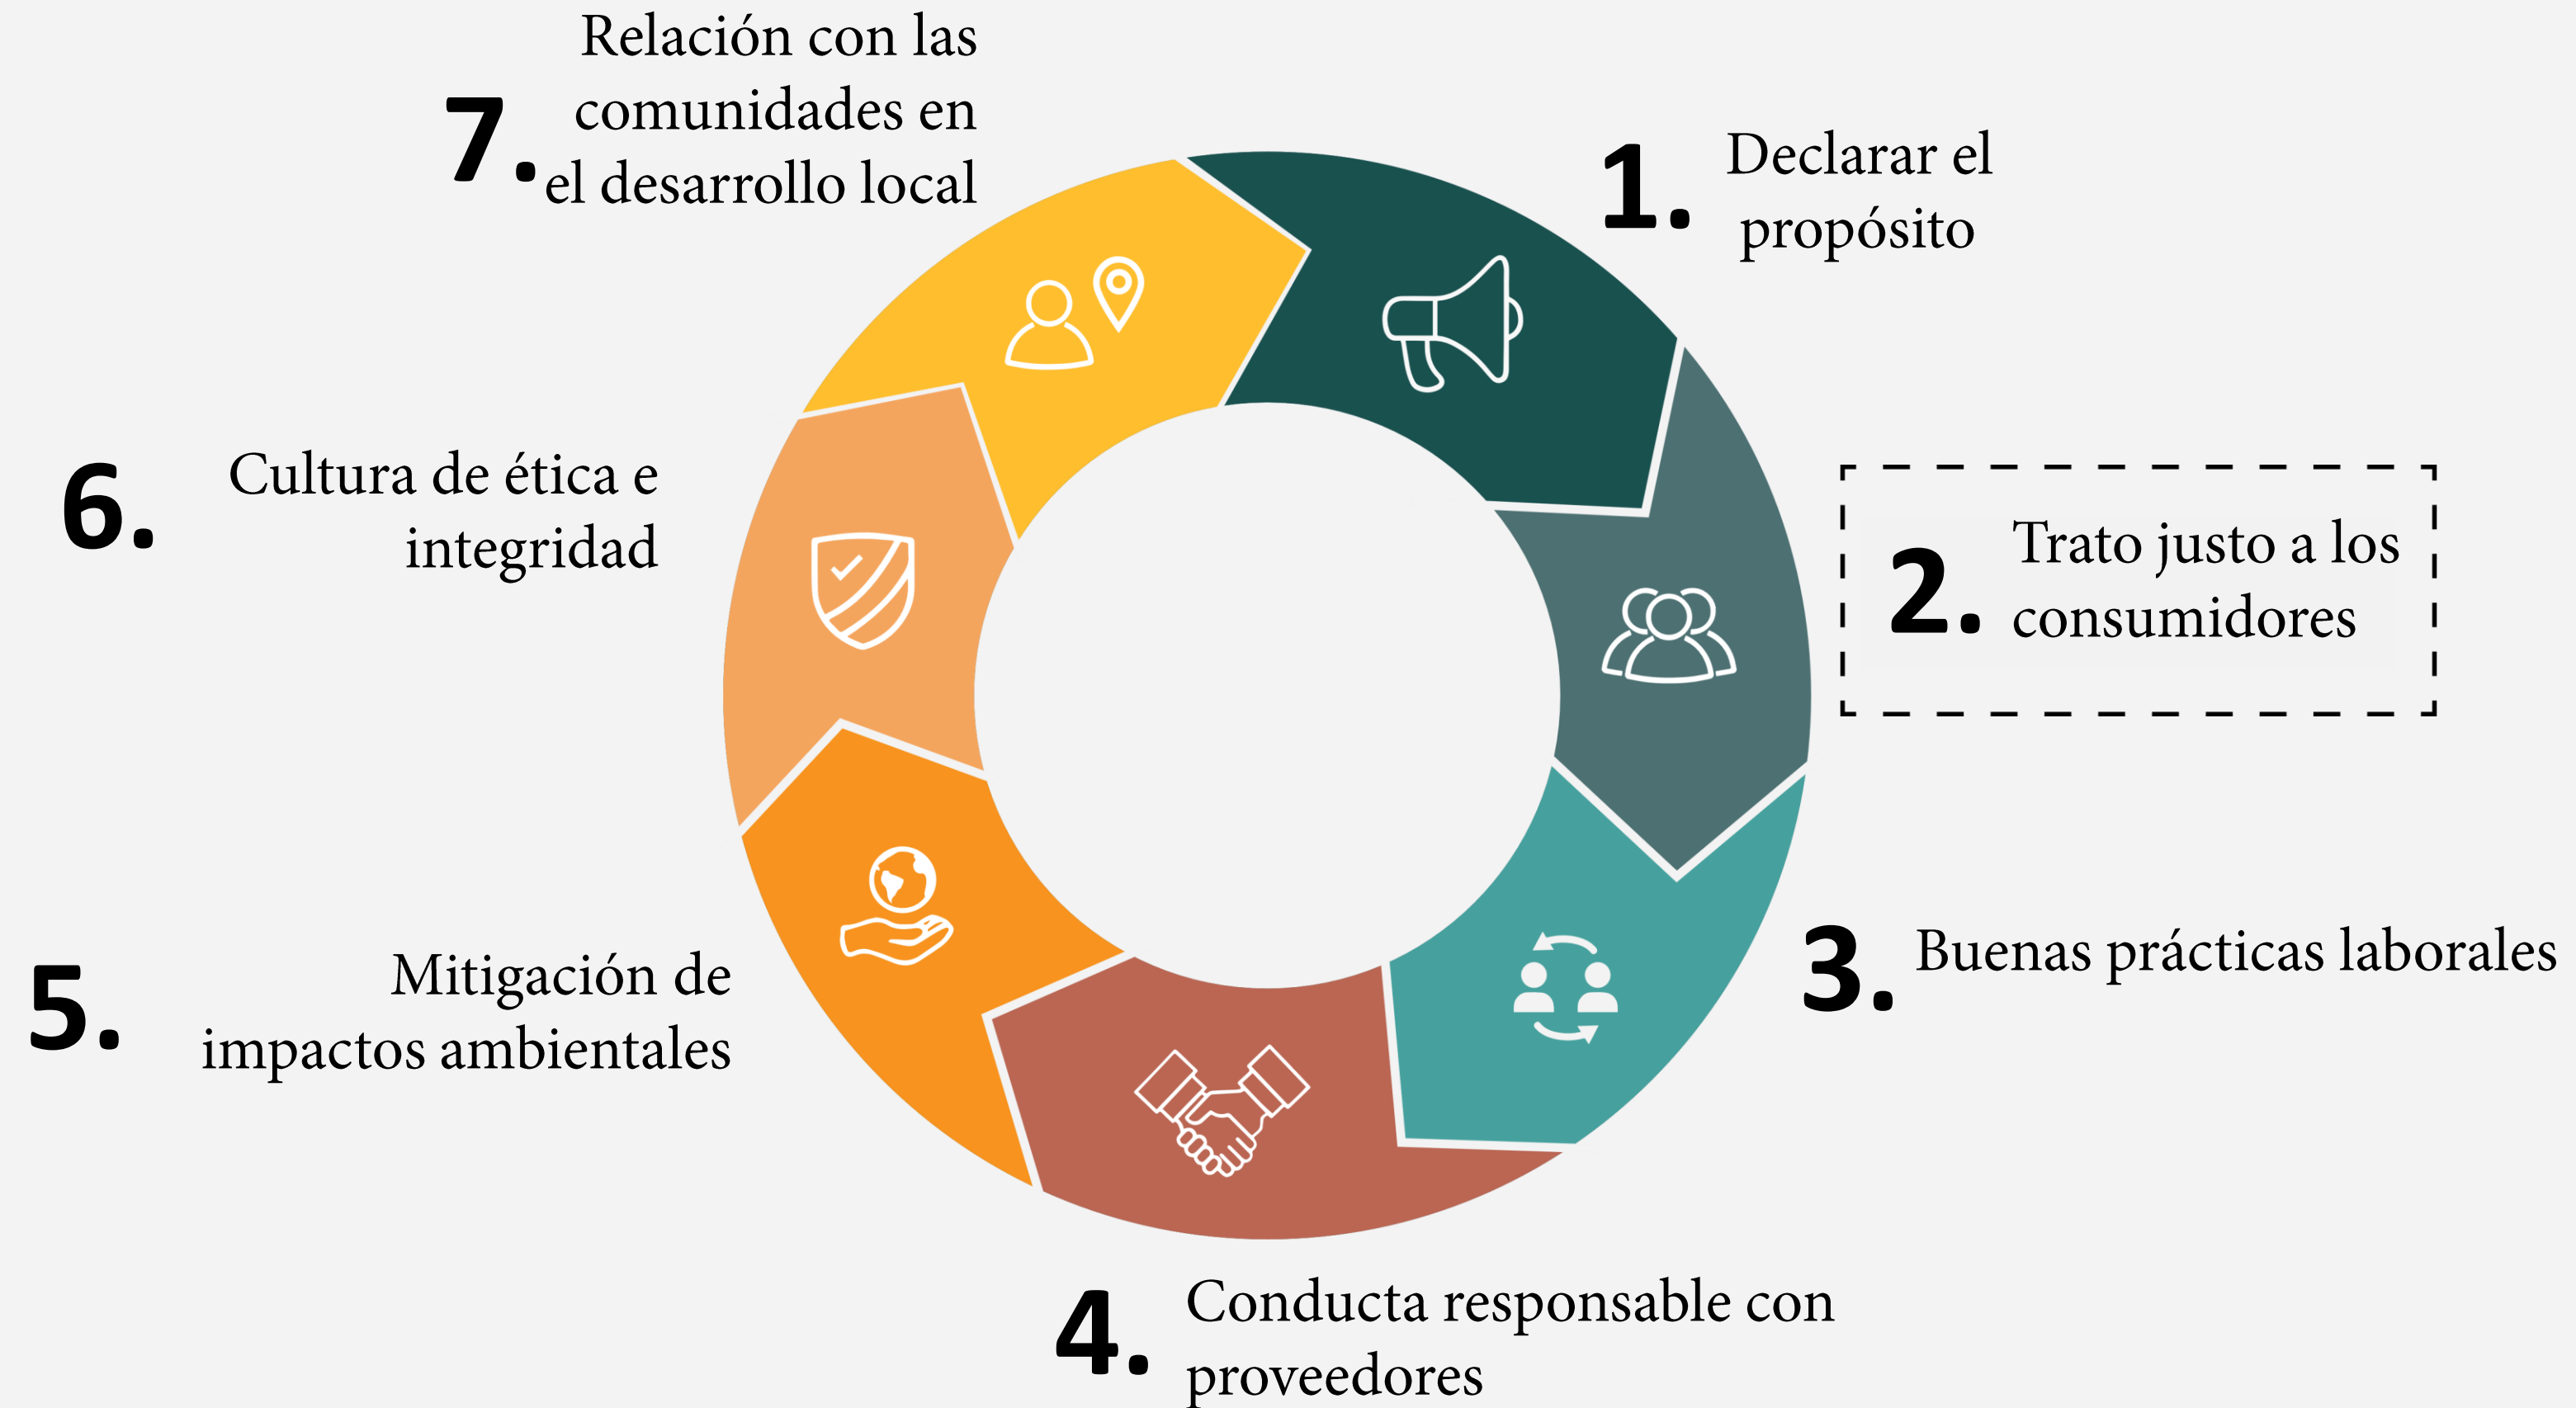 1. Declarar el
propósito
2. Trato justo a los
consumidores
3. Buenas prácticas laborales
4. Conducta responsable con
proveedores
5. Mitigación de
impactos ambientales
6. Cultura de ética e
integridad
7. Relación con las
comunidades en
el desarrollo local